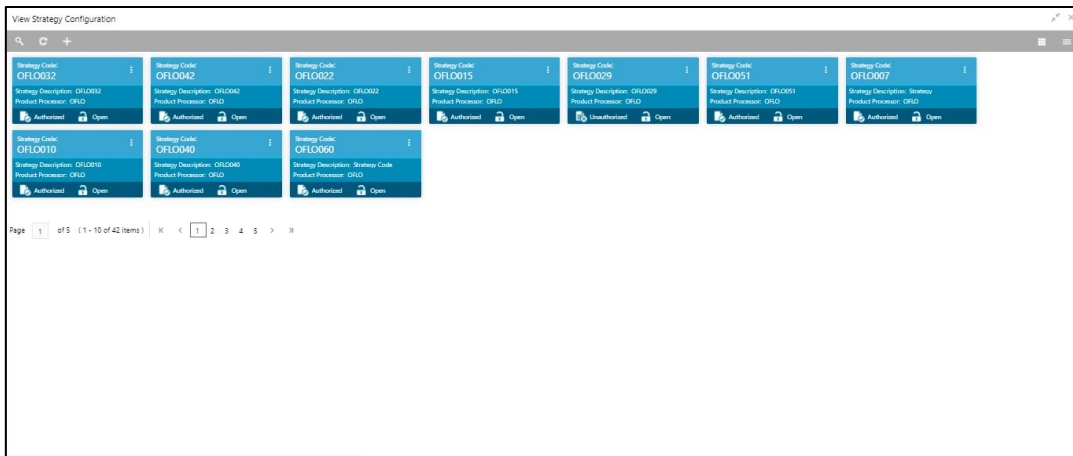 View Strategy Configuration
Strategy Code: Strategy Code: Strategy Code: Strategy Code: Strategy Code: Strategy Code: Strategy Code:
OFLO032 OFLO042 OFLO022 OFLO015 OFLO029 OFLO051 OFLO007
Strategy Description: OFLO032 Strategy Description: OFLO042 Strategy Description: OFLO022 Strategy Description: OFLO015 Strategy Description: OFLO029 Strategy Description: OFLO051 Strategy Description: Strategy
Product Processor: OFLO Product Processor: OFLO Product Processor: OFLO Product Processor: OFLO Product Processor: OFLO Product Processor: OFLO Product Processor: OFLO
Authorized Open Authorized Open Authorized Open Authorized Open Unauthorized Open Authorized Open Authorized Open
Strategy Code: Strategy Code: Strategy Code:
OFLO010 OFLO040 OFLO060
Strategy Description: OFLO010 Strategy Description: OFLO040 Strategy Description: Strategy Code
Product Processor: OFLO Product Processor: OFLO Product Processor: OFLO
Authorized Open Authorized Open Authorized Open
Page 1 of 5 (1 - 10 of 42 items) 1 2 3 4 5